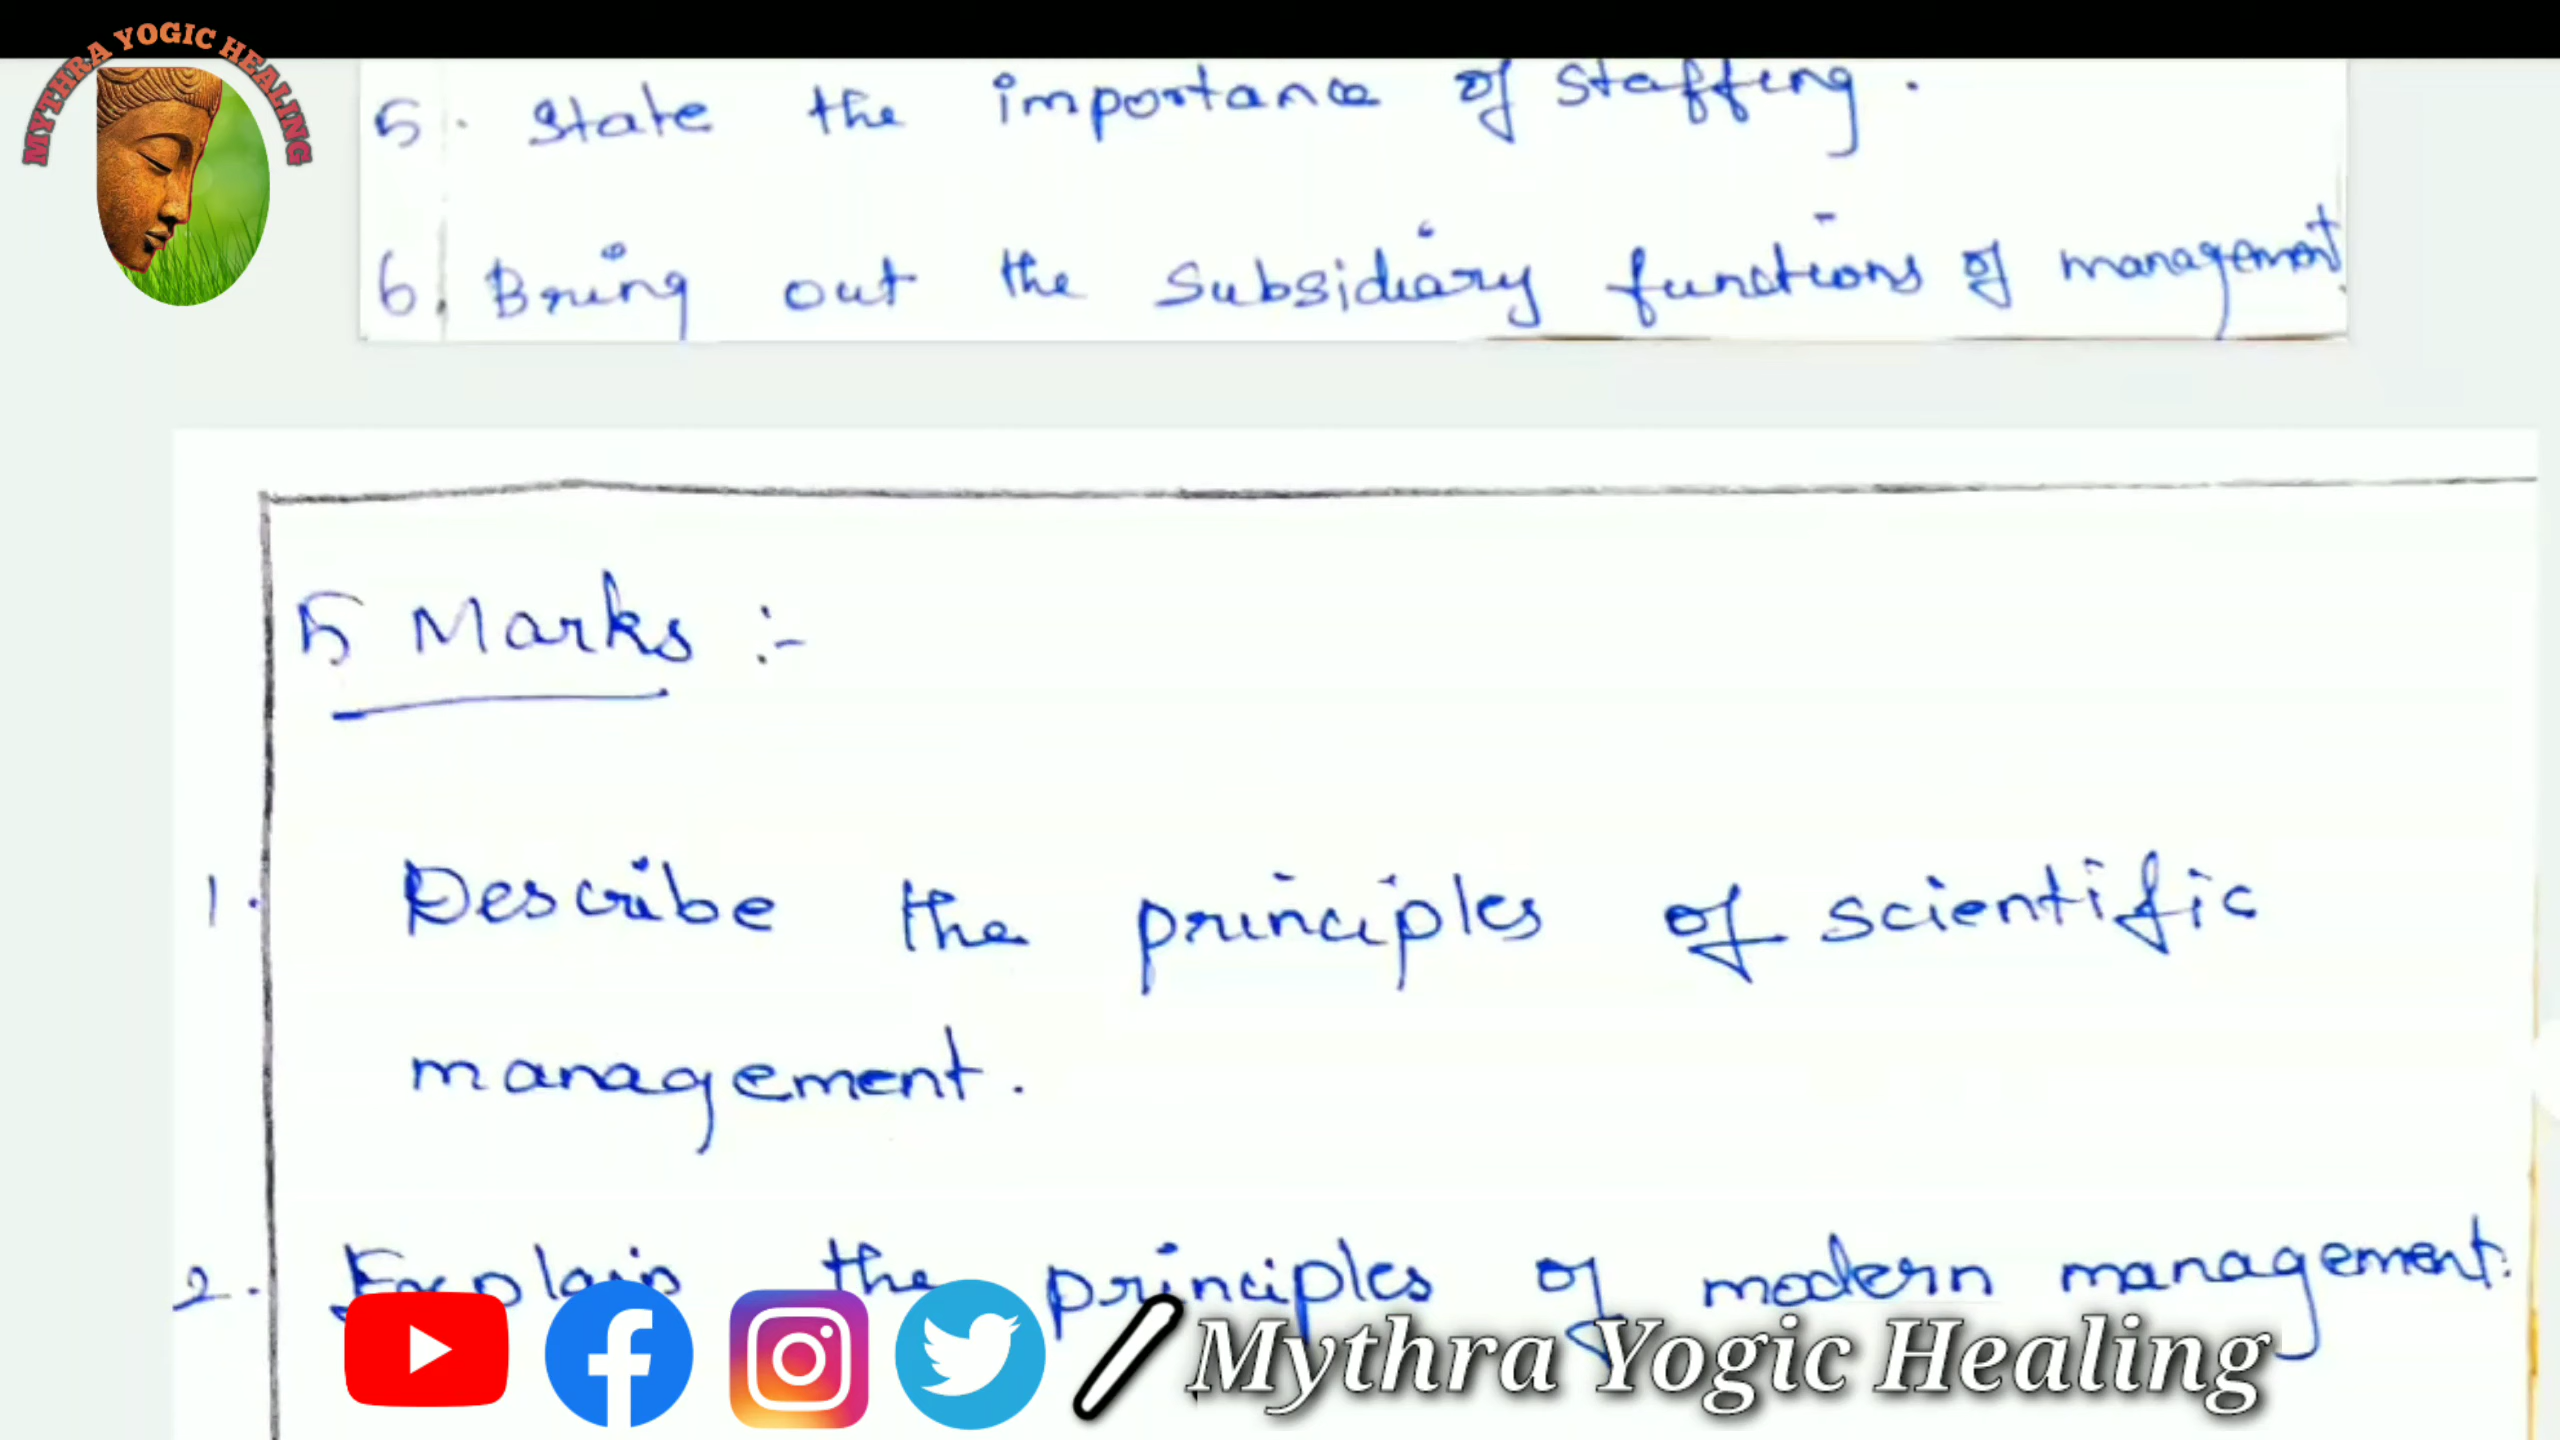 MYTHRA YOGIC HEALING
5. State the importance of staffing.
6. Bring out the subsidiary functions of management.
5 Marks :-
1. Describe the principles of scientific
management.
2. Explain the principles of modern management.
Mythra Yogic Healing